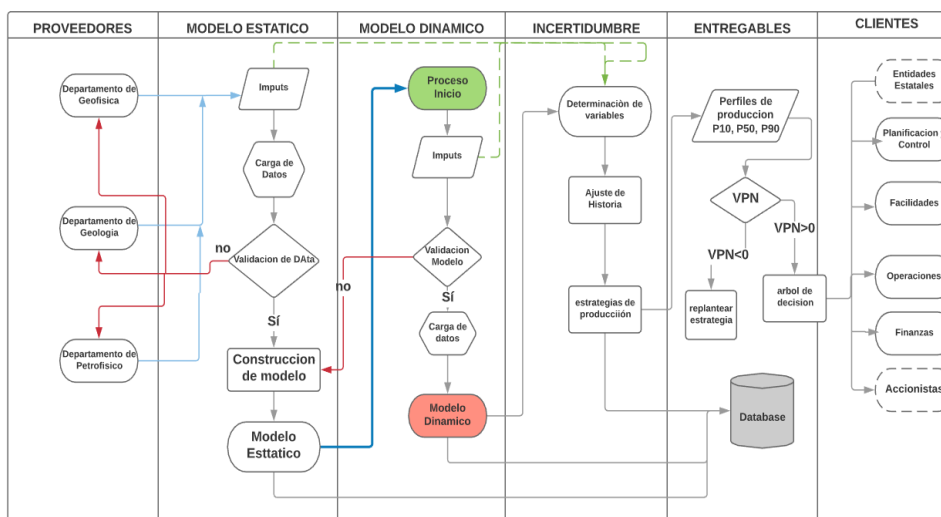 PROVEEDORES
MODELO ESTATICO
MODELO DINAMICO
INCERTIDUMBRE
ENTREGABLES
CLIENTES
Departamento de
Geofisica
Departamento de
Geología
Departamento de
Petrofisico
Imputs
Carga de
Datos
Validacion de DAta
no
Sí
Construccion
de modelo
Modelo
Esttatico
Proceso
Inicio
Imputs
Validacion
Modelo
no
Sí
Carga de
datos
Modelo
Dinamico
Determinaciòn de
variables
Ajuste de
Historia
estrategias de
producciión
Perfiles de
produccion
P10, P50, P90
VPN
VPN>0
VPN<0
replantear
estrategia
arbol de
decision
Database
Entidades
Estatales
Planificacion y
Control
Facilidades
Operaciones
Finanzas
Accionistas